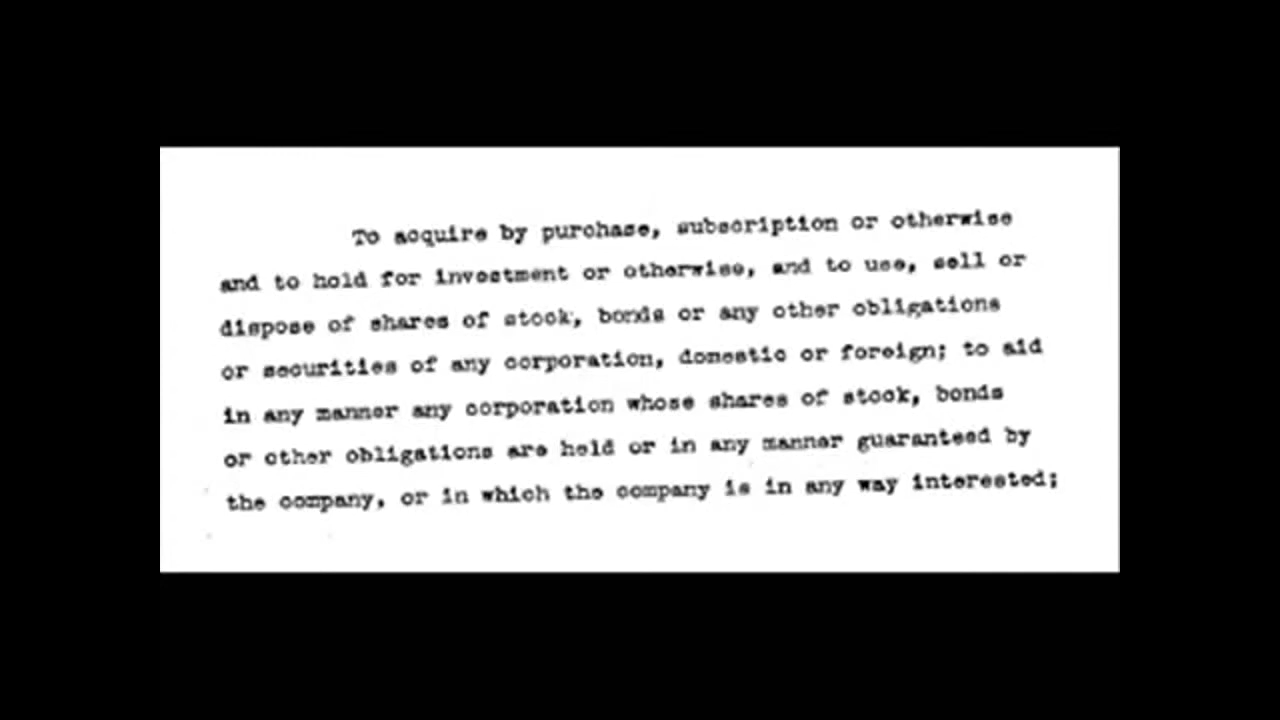 To acquire by purchase, subscription or otherwise
and to hold for investment or otherwise, and to use, sell or
dispose of shares of stock, bonds or any other obligations
or securities of any corporation, domestic or foreign; to aid
in any manner any corporation whose shares of stock, bonds
or other obligations are held or in any manner guaranteed by
the company, or in which the company is in any way interested;